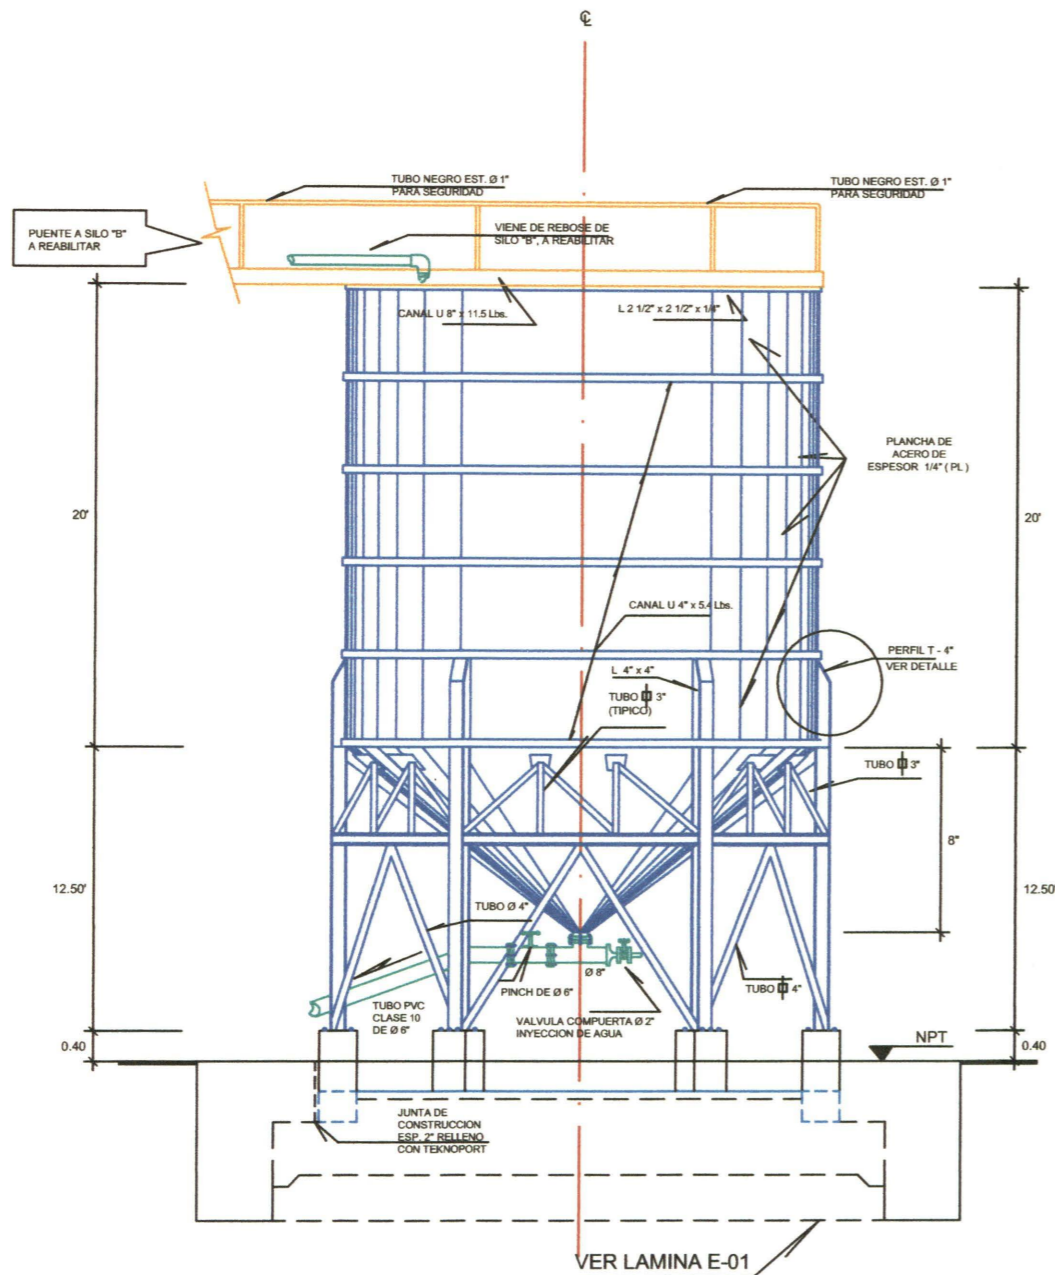 ℄
TUBO NEGRO EST. Ø 1"
PARA SEGURIDAD
TUBO NEGRO EST. Ø 1"
PARA SEGURIDAD
PUENTE A SILO "B"
A REABILITAR
VIENE DE REBOSE DE
SILO "B", A REABILITAR
CANAL U 8" x 11.5 Lbs.
L 2 1/2" x 2 1/2" x 1/4"
PLANCHA DE
ACERO DE
ESPESOR 1/4" ( PL )
20'
20'
CANAL U 4" x 5.4 Lbs.
PERFIL T - 4"
VER DETALLE
L 4" x 4"
TUBO 3"
(TIPICO)
TUBO 3"
8"
12.50'
12.50'
TUBO Ø 4"
Ø 8"
PINCH DE Ø 6"
TUBO 4"
TUBO PVC
CLASE 10
DE Ø 6"
VALVULA COMPUERTA Ø 2"
INYECCION DE AGUA
0.40
NPT
0.40
JUNTA DE
CONSTRUCCION
ESP. 2" RELLENO
CON TEKNOPORT
VER LAMINA E-01